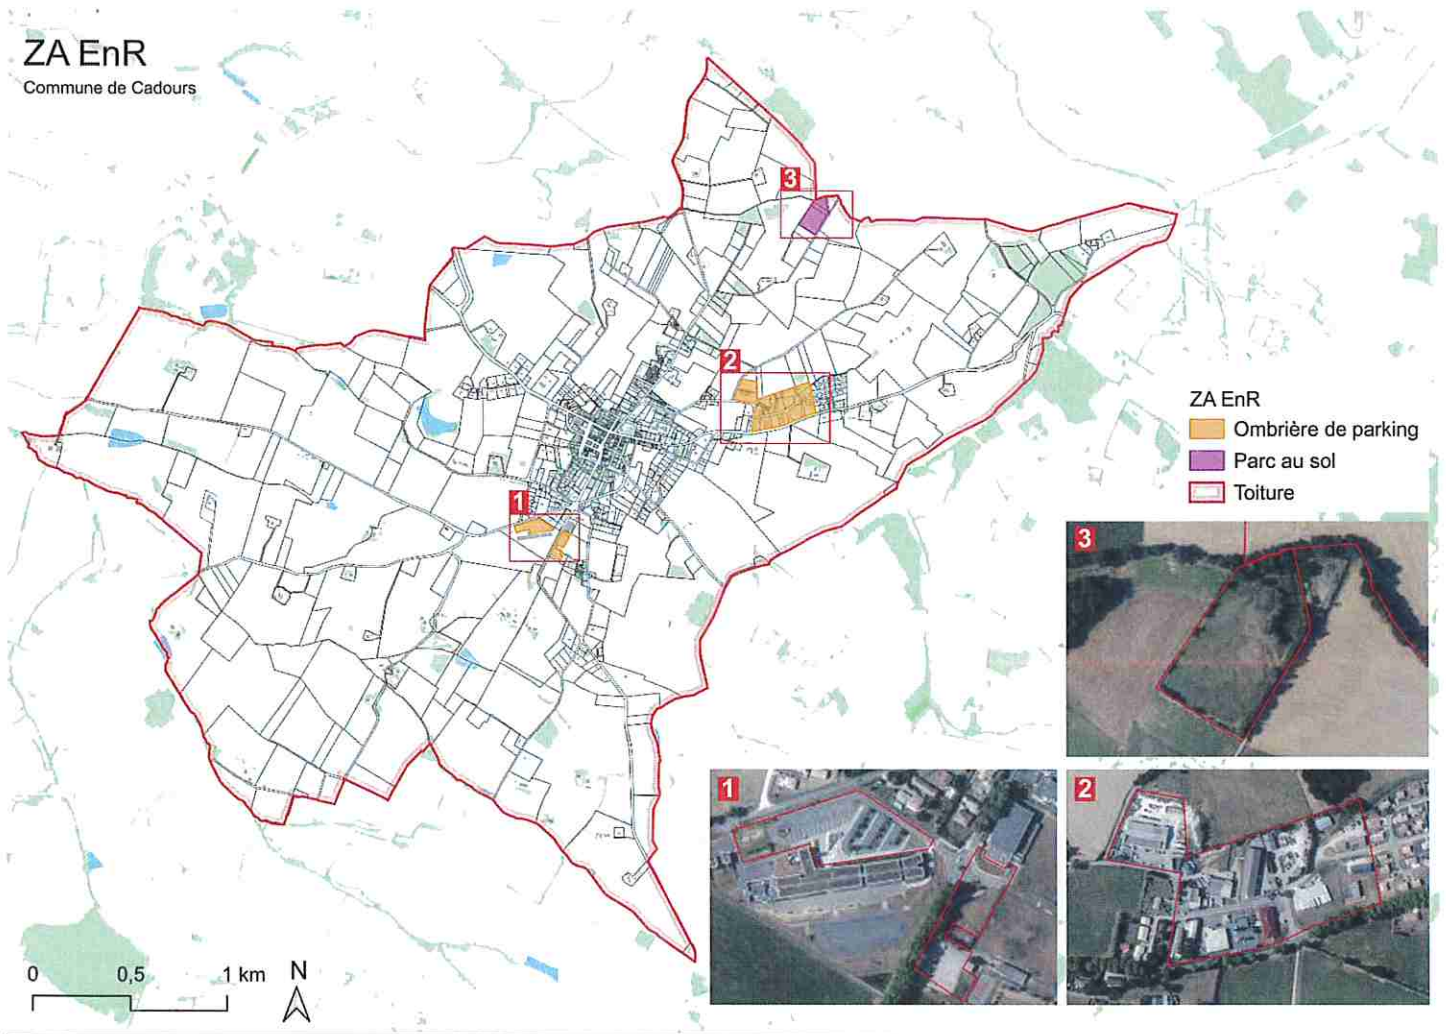 ZA EnR
Commune de Cadours
3
2
1
ZA EnR
Ombrière de parking
Parc au sol
Toiture
3
1
2
0 0,5 1 km
N